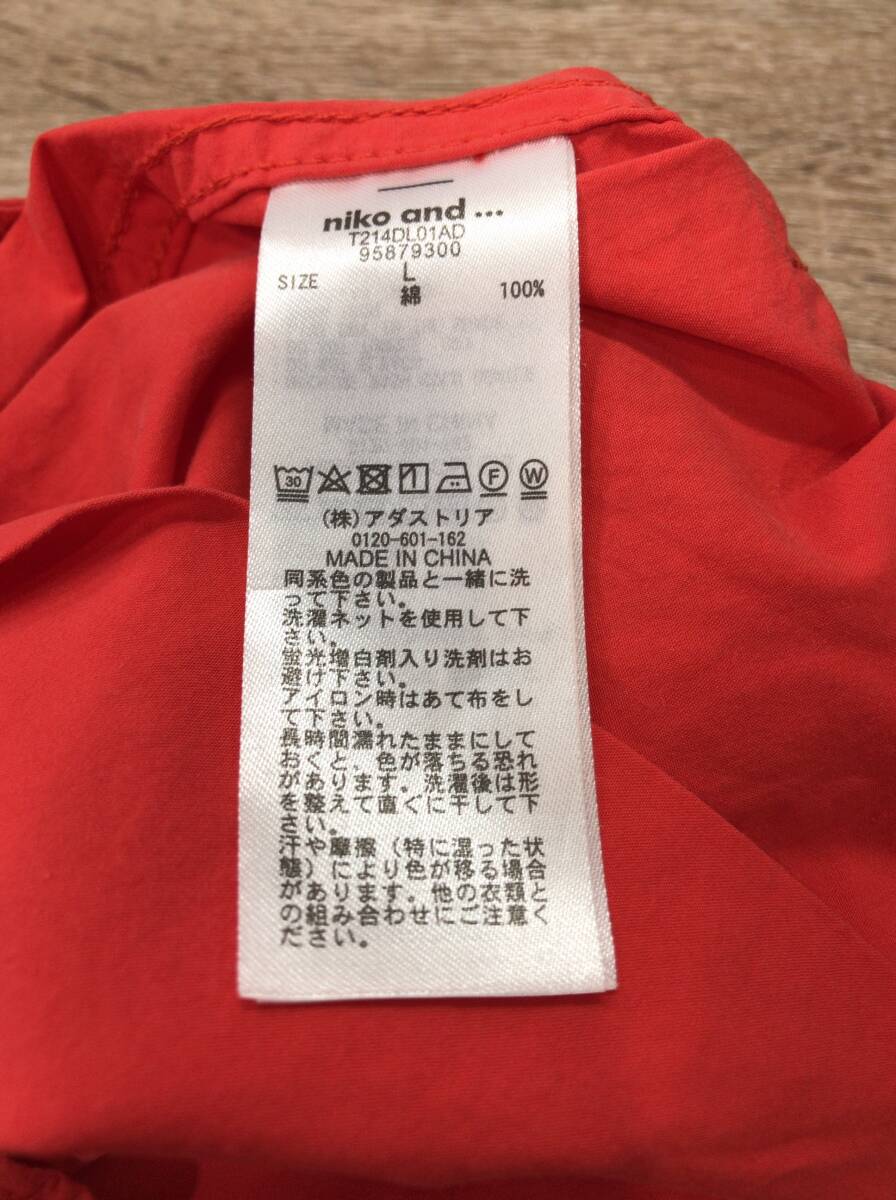 niko and ...
T214DL01AD
95879300
SIZE L
綿 100%
30 F W
(株)アダストリア
0120-601-162
MADE IN CHINA
同系色の製品と一緒に洗
って下さい。
洗濯ネットを使用して下
さい。
蛍光増白剤入り洗剤はお
避け下さい。
アイロン時はあて布をし
て下さい。
長時間濡れたままにして
おくと、色が落ちる恐れ
があります。洗濯後は形
を整えて直ぐに干して下
さい。
汗や摩擦(特に湿った状
態)により色が移る場合
があります。他の衣類と
の組み合わせにご注意く
ださい。